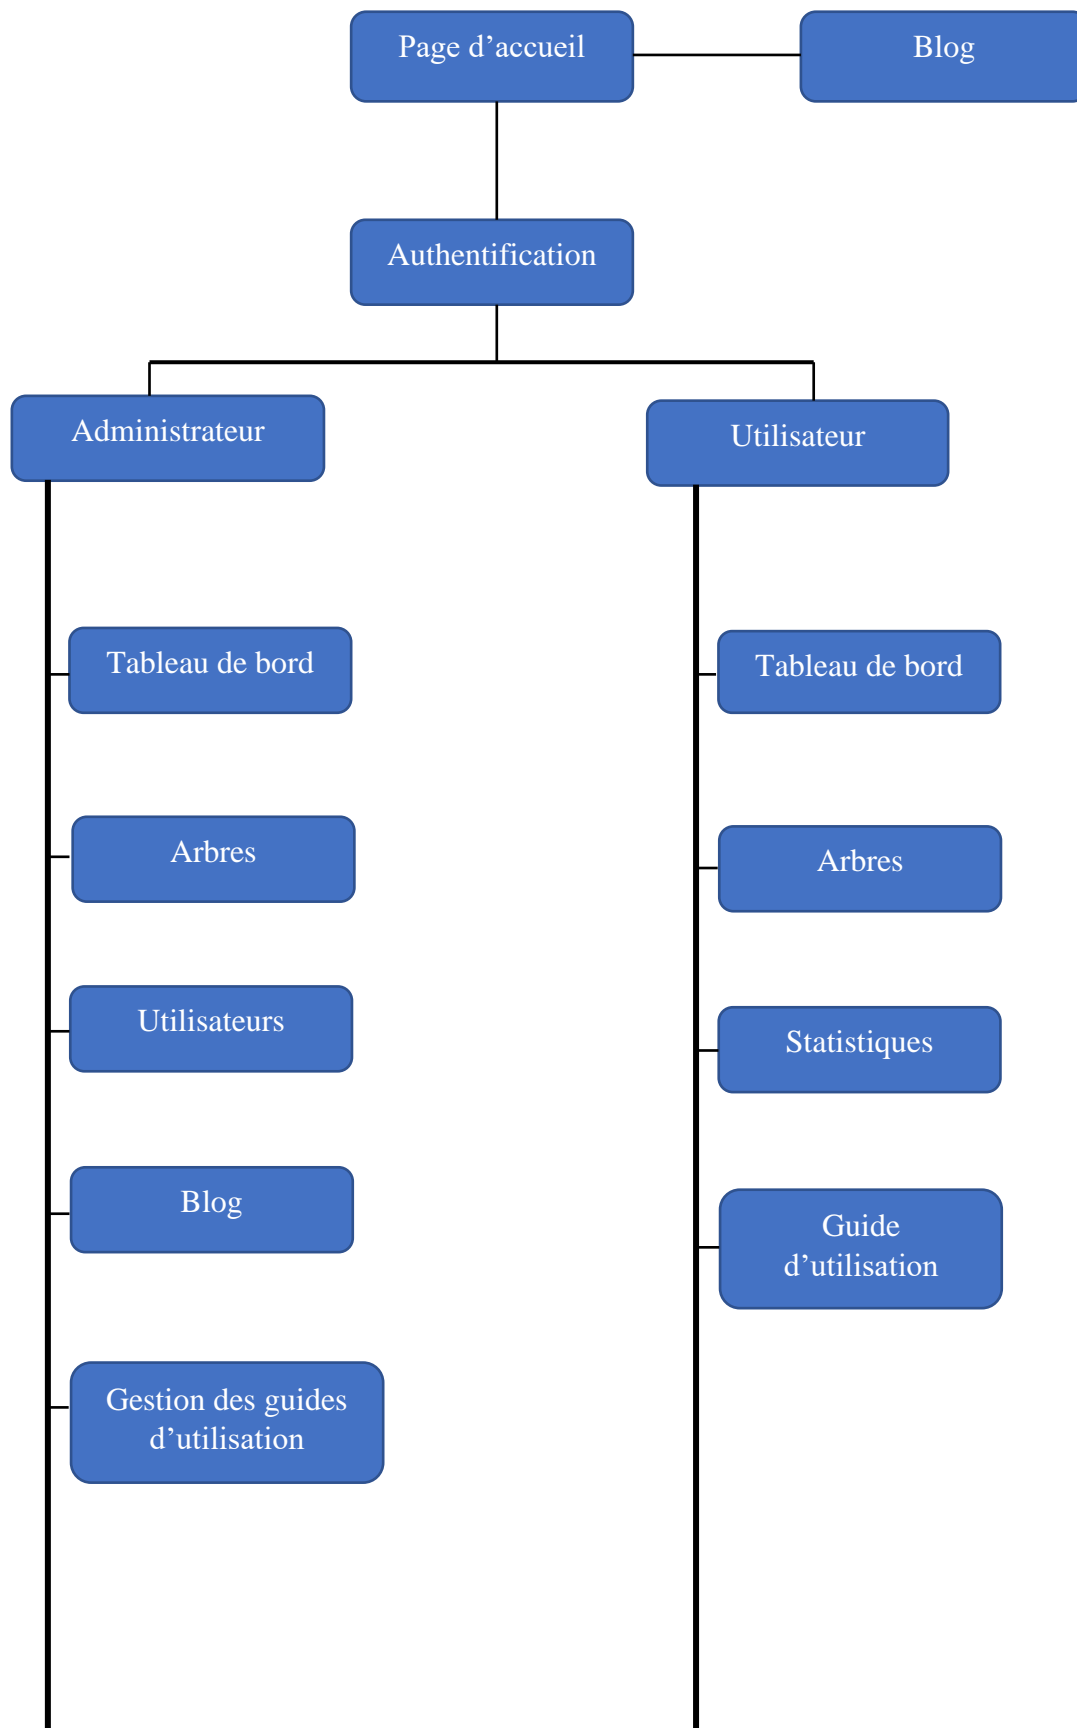 Page d’accueil
Blog
Authentification
Administrateur
Utilisateur
Tableau de bord
Arbres
Utilisateurs
Blog
Gestion des guides
d’utilisation
Tableau de bord
Arbres
Statistiques
Guide
d’utilisation